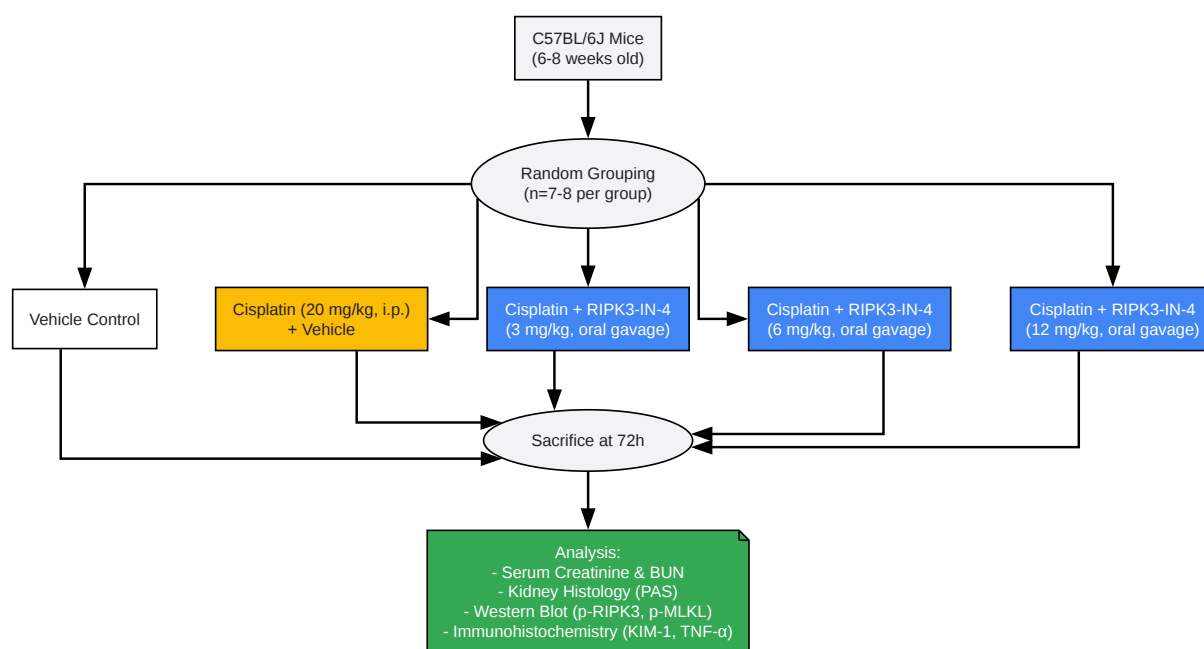 C57BL/6J Mice
(6-8 weeks old)
Random Grouping
(n=7-8 per group)
Vehicle Control
Cisplatin (20 mg/kg, i.p.)
+ Vehicle
Cisplatin + RIPK3-IN-4
(3 mg/kg, oral gavage)
Cisplatin + RIPK3-IN-4
(6 mg/kg, oral gavage)
Cisplatin + RIPK3-IN-4
(12 mg/kg, oral gavage)
Sacrifice at 72h
Analysis:
- Serum Creatinine & BUN
- Kidney Histology (PAS)
- Western Blot (p-RIPK3, p-MLKL)
- Immunohistochemistry (KIM-1, TNF-α)